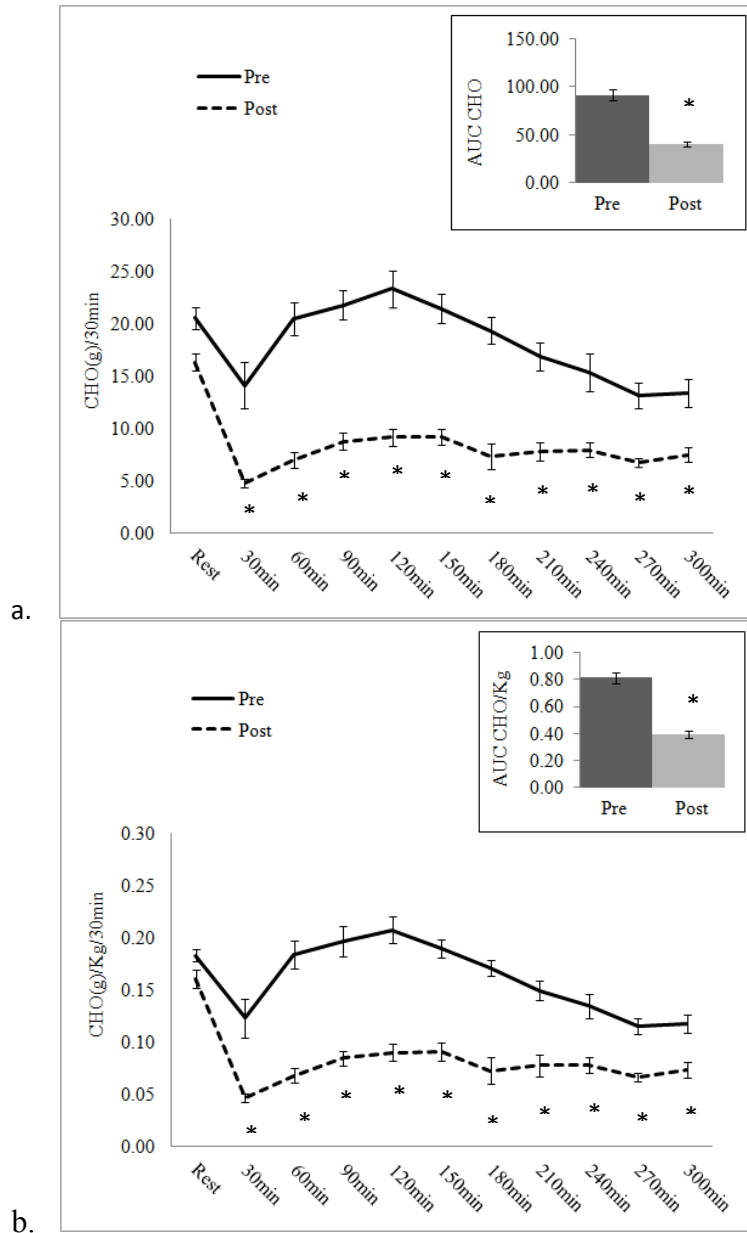 Pre
Post
150.00
100.00
50.00
0.00
AUC CHO
*
Pre Post
30.00
25.00
20.00
15.00
10.00
5.00
0.00
CHO(g)/30min
* * * * * * * * * *
Rest 30min 60min 90min 120min 150min 180min 210min 240min 270min 300min
a.
Pre
Post
1.00
0.80
0.60
0.40
0.20
0.00
AUC CHO/Kg
*
Pre Post
0.30
0.25
0.20
0.15
0.10
0.05
0.00
CHO(g)/Kg/30min
* * * * * * * * * *
Rest 30min 60min 90min 120min 150min 180min 210min 240min 270min 300min
b.